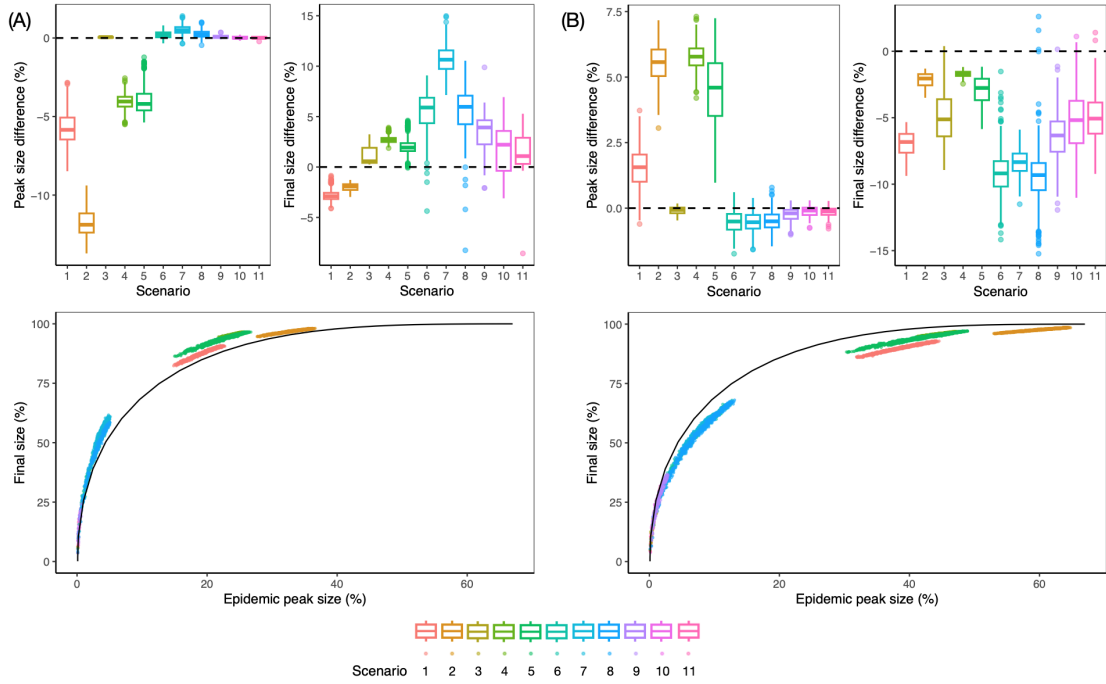 (A)
Peak size difference (%)
0
−5
−10
1 2 3 4 5 6 7 8 9 10 11
Scenario
Final size difference (%)
15
10
5
0
−5
1 2 3 4 5 6 7 8 9 10 11
Scenario
(B)
Peak size difference (%)
7.5
5.0
2.5
0.0
1 2 3 4 5 6 7 8 9 10 11
Scenario
Final size difference (%)
0
−5
−10
−15
1 2 3 4 5 6 7 8 9 10 11
Scenario
Final size (%)
100
75
50
25
0
0 20 40 60
Epidemic peak size (%)
Final size (%)
100
75
50
25
0
0 20 40 60
Epidemic peak size (%)
Scenario 1 2 3 4 5 6 7 8 9 10 11